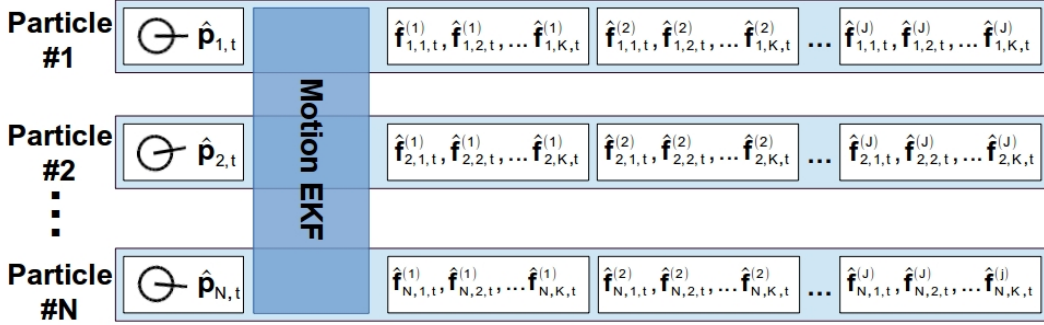 Particle #1 p̂₁,ₜ f̂⁽¹⁾₁,₁,ₜ, f̂⁽¹⁾₁,₂,ₜ, ... f̂⁽¹⁾₁,K,ₜ f̂⁽²⁾₁,₁,ₜ, f̂⁽²⁾₁,₂,ₜ, ... f̂⁽²⁾₁,K,ₜ ... f̂⁽ᴶ⁾₁,₁,ₜ, f̂⁽ᴶ⁾₁,₂,ₜ, ... f̂⁽ᴶ⁾₁,K,ₜ
Motion EKF
Particle #2 p̂₂,ₜ f̂⁽¹⁾₂,₁,ₜ, f̂⁽¹⁾₂,₂,ₜ, ... f̂⁽¹⁾₂,K,ₜ f̂⁽²⁾₂,₁,ₜ, f̂⁽²⁾₂,₂,ₜ, ... f̂⁽²⁾₂,K,ₜ ... f̂⁽ᴶ⁾₂,₁,ₜ, f̂⁽ᴶ⁾₂,₂,ₜ, ... f̂⁽ᴶ⁾₂,K,ₜ
⋮
Particle #N p̂N,ₜ f̂⁽¹⁾N,₁,ₜ, f̂⁽¹⁾N,₂,ₜ, ... f̂⁽¹⁾N,K,ₜ f̂⁽²⁾N,₁,ₜ, f̂⁽²⁾N,₂,ₜ, ... f̂⁽²⁾N,K,ₜ ... f̂⁽ᴶ⁾N,₁,ₜ, f̂⁽ᴶ⁾N,₂,ₜ, ... f̂⁽ʲ⁾N,K,ₜ